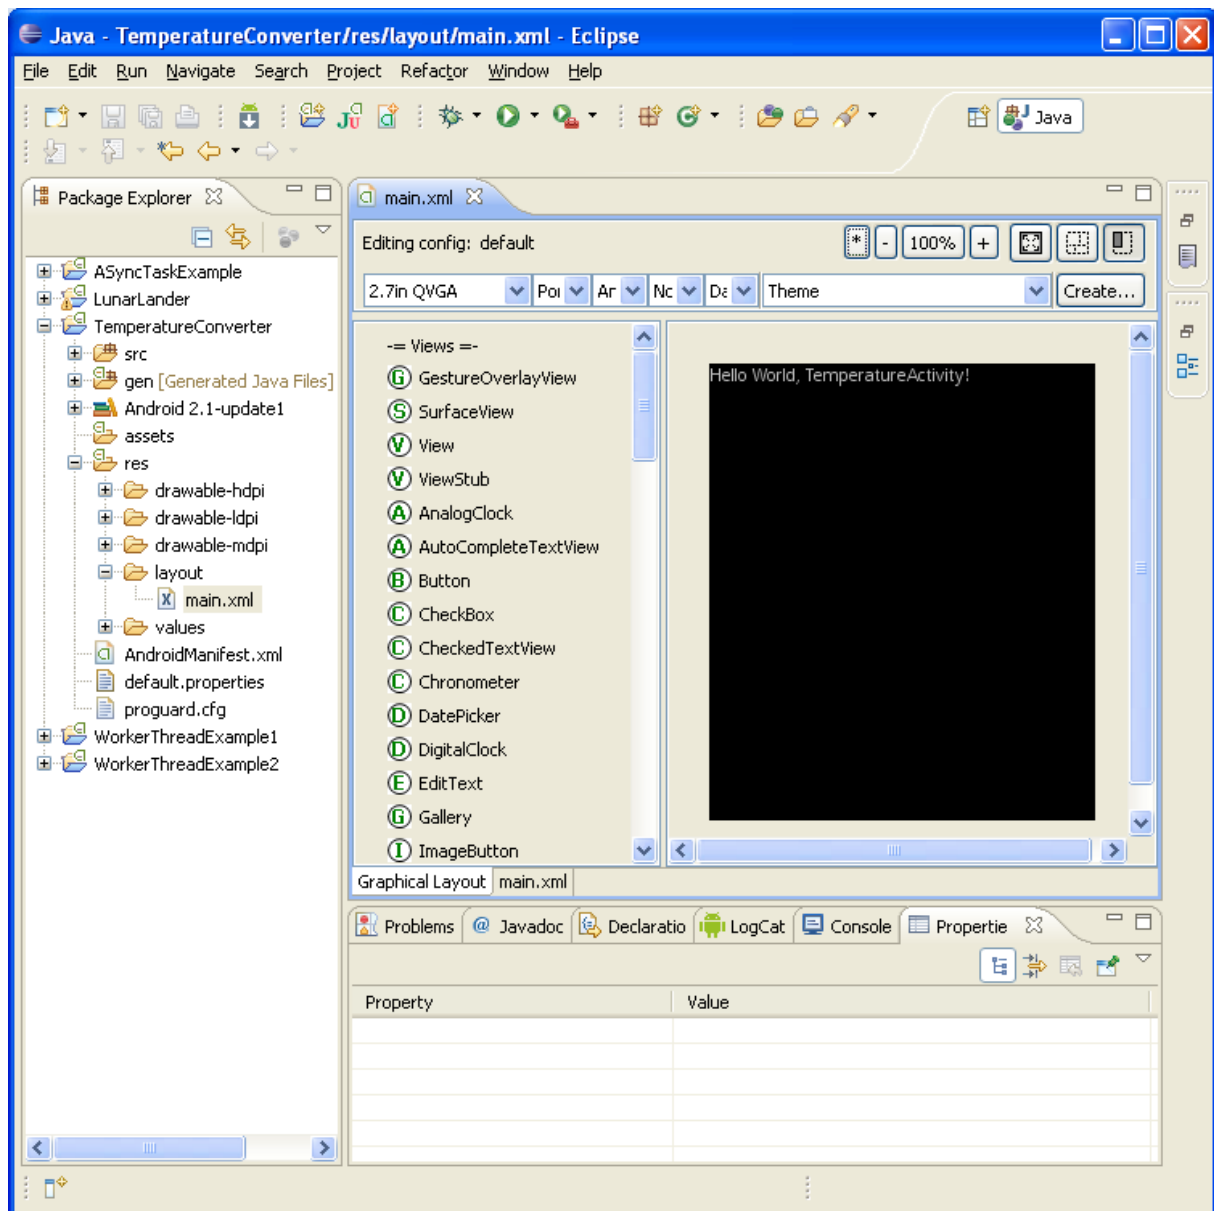 Java - TemperatureConverter/res/layout/main.xml - Eclipse
File Edit Run Navigate Search Project Refactor Window Help
Java
Package Explorer
ASyncTaskExample
LunarLander
TemperatureConverter
src
gen [Generated Java Files]
Android 2.1-update1
assets
res
drawable-hdpi
drawable-ldpi
drawable-mdpi
layout
main.xml
values
AndroidManifest.xml
default.properties
proguard.cfg
WorkerThreadExample1
WorkerThreadExample2
main.xml
Editing config: default
* - 100% +
2.7in QVGA Por Ar Nc Da Theme Create...
-= Views =-
GestureOverlayView
SurfaceView
View
ViewStub
AnalogClock
AutoCompleteTextView
Button
CheckBox
CheckedTextView
Chronometer
DatePicker
DigitalClock
EditText
Gallery
ImageButton
Hello World, TemperatureActivity!
Graphical Layout main.xml
Problems @ Javadoc Declaratio LogCat Console Propertie
Property Value